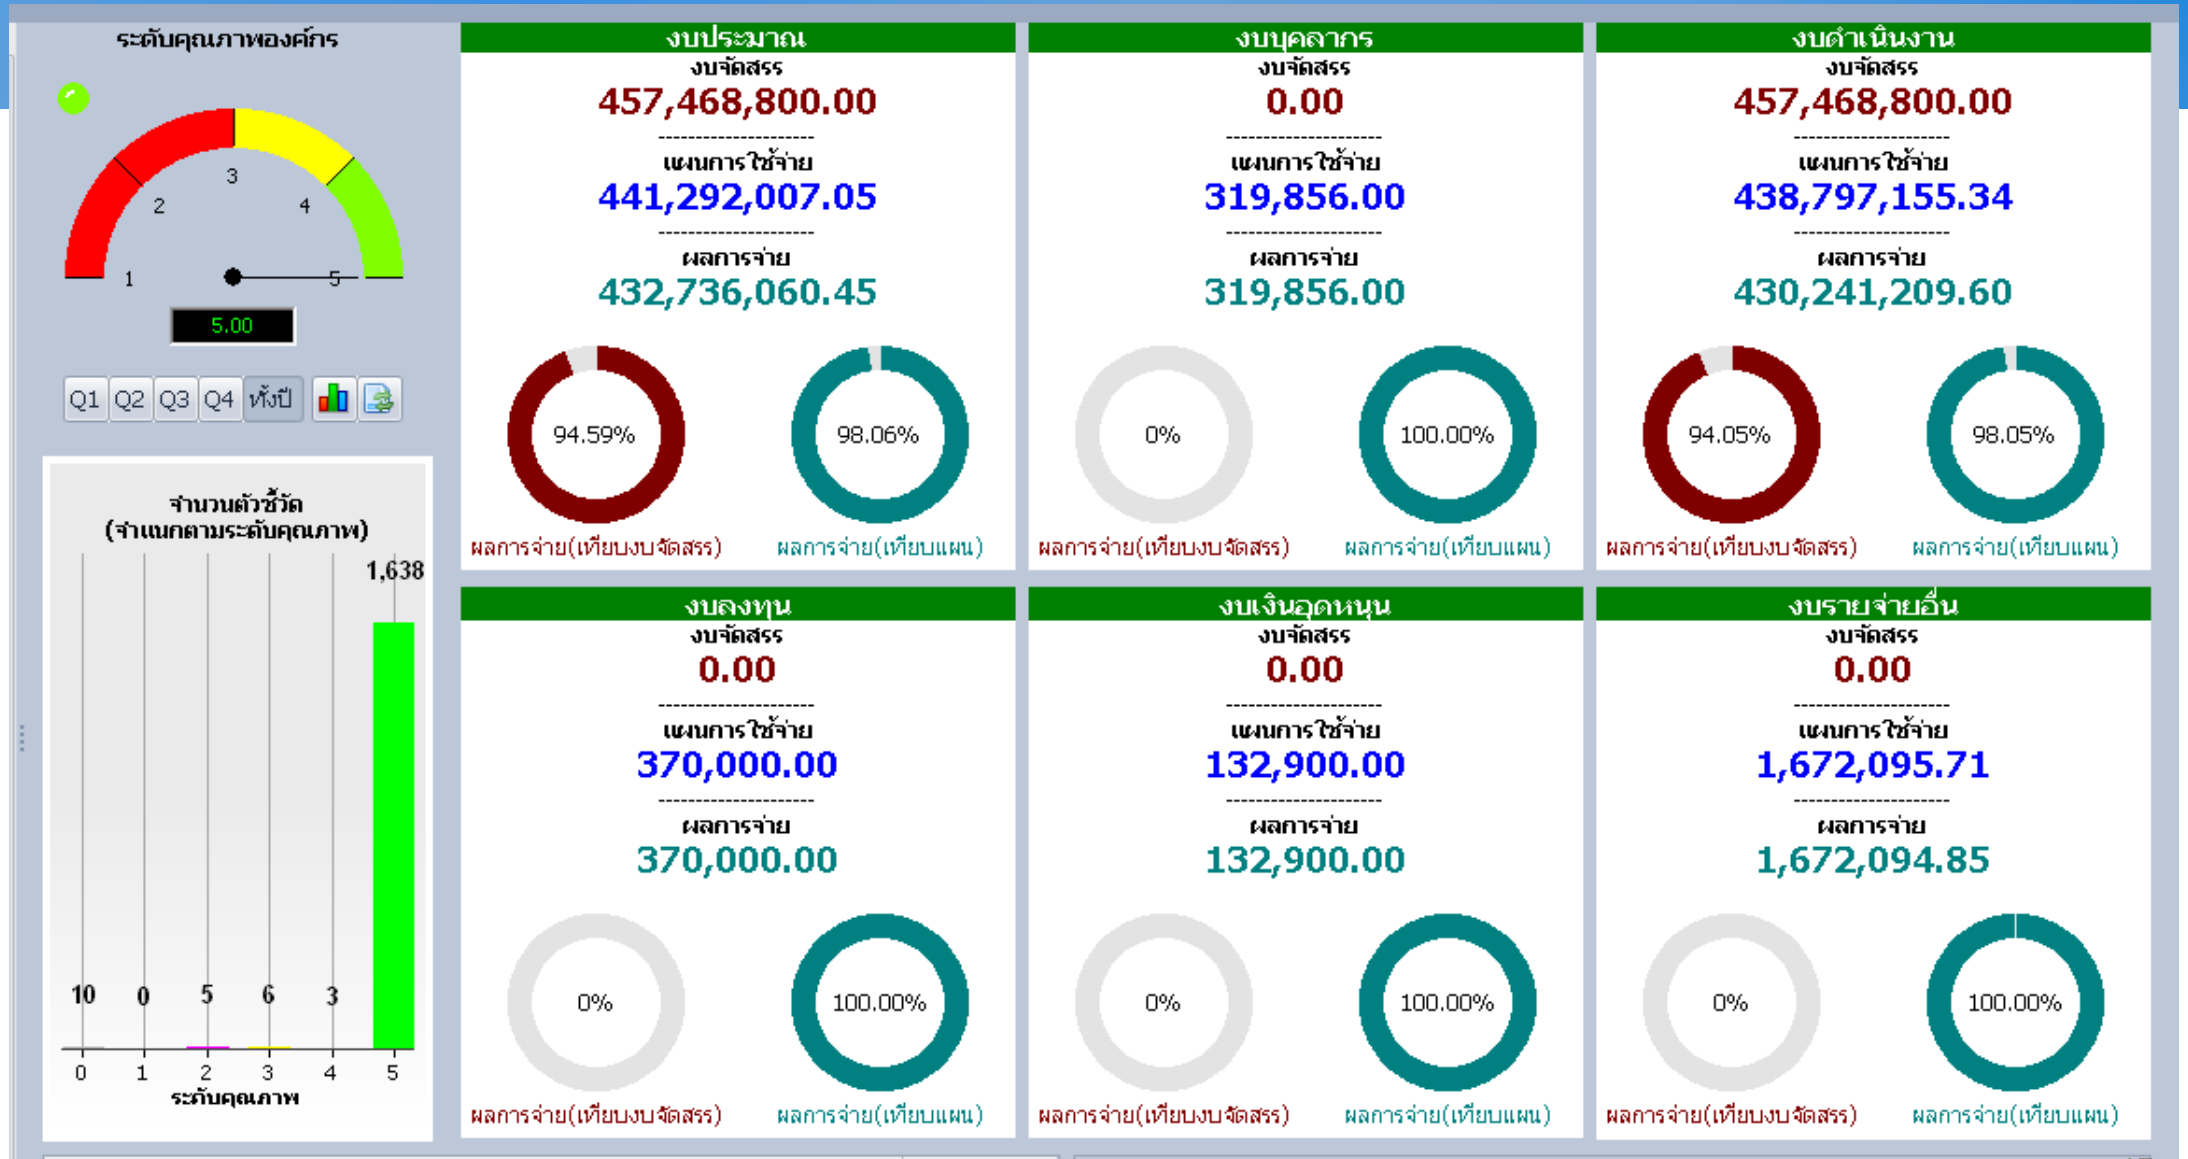 ระดับคุณภาพองค์กร
1
2
3
4
5
5.00
Q1 Q2 Q3 Q4 ทั้งปี
จำนวนตัวชี้วัด
(จำแนกตามระดับคุณภาพ)
1,638
10 0 5 6 3
0 1 2 3 4 5
ระดับคุณภาพ
งบประมาณ
งบจัดสรร
457,468,800.00
---------------------
แผนการใช้จ่าย
441,292,007.05
---------------------
ผลการจ่าย
432,736,060.45
94.59% 98.06%
ผลการจ่าย(เทียบงบจัดสรร) ผลการจ่าย(เทียบแผน)
งบบุคลากร
งบจัดสรร
0.00
---------------------
แผนการใช้จ่าย
319,856.00
---------------------
ผลการจ่าย
319,856.00
0% 100.00%
ผลการจ่าย(เทียบงบจัดสรร) ผลการจ่าย(เทียบแผน)
งบดำเนินงาน
งบจัดสรร
457,468,800.00
---------------------
แผนการใช้จ่าย
438,797,155.34
---------------------
ผลการจ่าย
430,241,209.60
94.05% 98.05%
ผลการจ่าย(เทียบงบจัดสรร) ผลการจ่าย(เทียบแผน)
งบลงทุน
งบจัดสรร
0.00
---------------------
แผนการใช้จ่าย
370,000.00
---------------------
ผลการจ่าย
370,000.00
0% 100.00%
ผลการจ่าย(เทียบงบจัดสรร) ผลการจ่าย(เทียบแผน)
งบเงินอุดหนุน
งบจัดสรร
0.00
---------------------
แผนการใช้จ่าย
132,900.00
---------------------
ผลการจ่าย
132,900.00
0% 100.00%
ผลการจ่าย(เทียบงบจัดสรร) ผลการจ่าย(เทียบแผน)
งบรายจ่ายอื่น
งบจัดสรร
0.00
---------------------
แผนการใช้จ่าย
1,672,095.71
---------------------
ผลการจ่าย
1,672,094.85
0% 100.00%
ผลการจ่าย(เทียบงบจัดสรร) ผลการจ่าย(เทียบแผน)